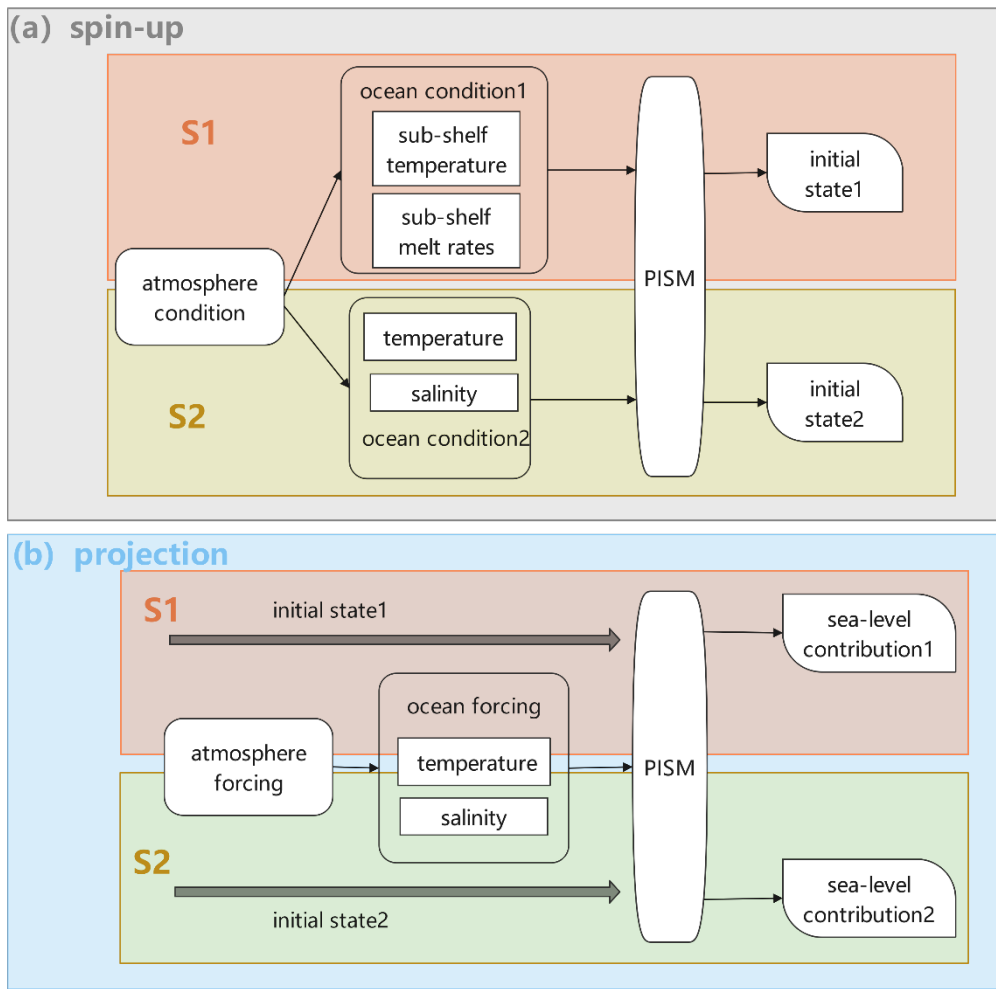 (a) spin-up
S1
ocean condition1
sub-shelf
temperature
sub-shelf
melt rates
atmosphere
condition
PISM
initial
state1
S2
temperature
salinity
ocean condition2
initial
state2
(b) projection
S1
initial state1
sea-level
contribution1
atmosphere
forcing
ocean forcing
temperature
salinity
PISM
S2
initial state2
sea-level
contribution2